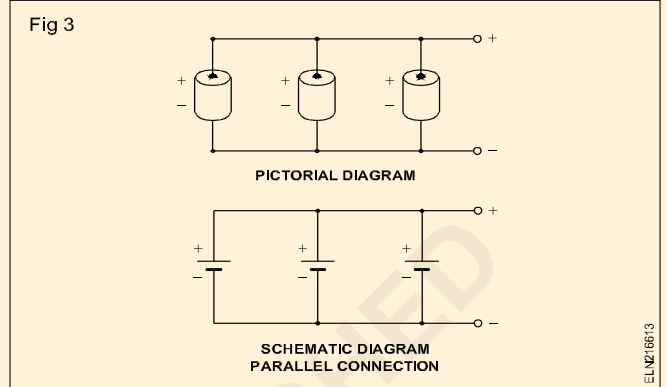 Fig 3
+
+ + +
– – –
–
PICTORIAL DIAGRAM
+
+ + +
– – –
–
SCHEMATIC DIAGRAM
PARALLEL CONNECTION
ELN216613